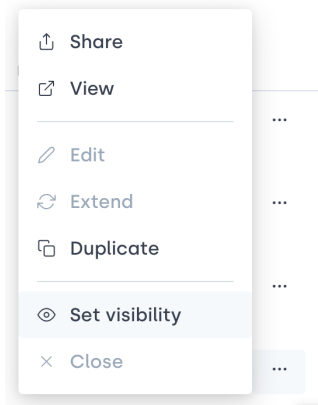 Share
View
Edit
Extend
Duplicate
Set visibility
Close